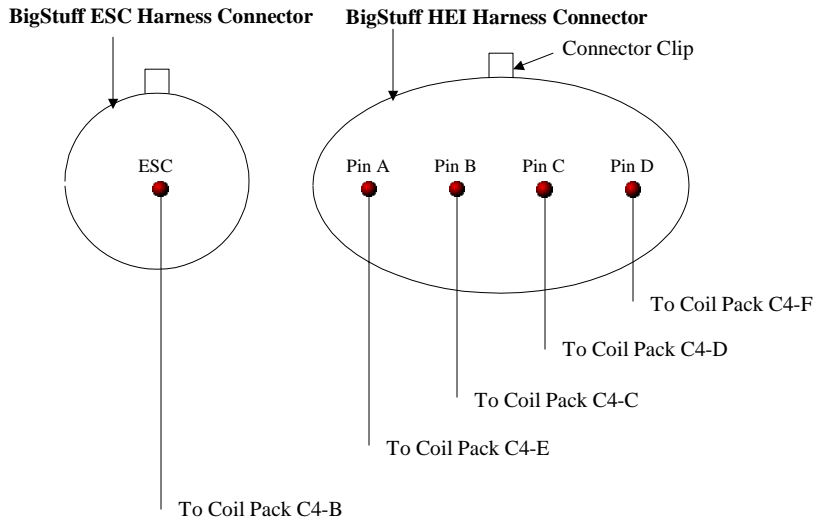 BigStuff ESC Harness Connector
BigStuff HEI Harness Connector
Connector Clip
ESC
Pin A
Pin B
Pin C
Pin D
To Coil Pack C4-F
To Coil Pack C4-D
To Coil Pack C4-C
To Coil Pack C4-E
To Coil Pack C4-B